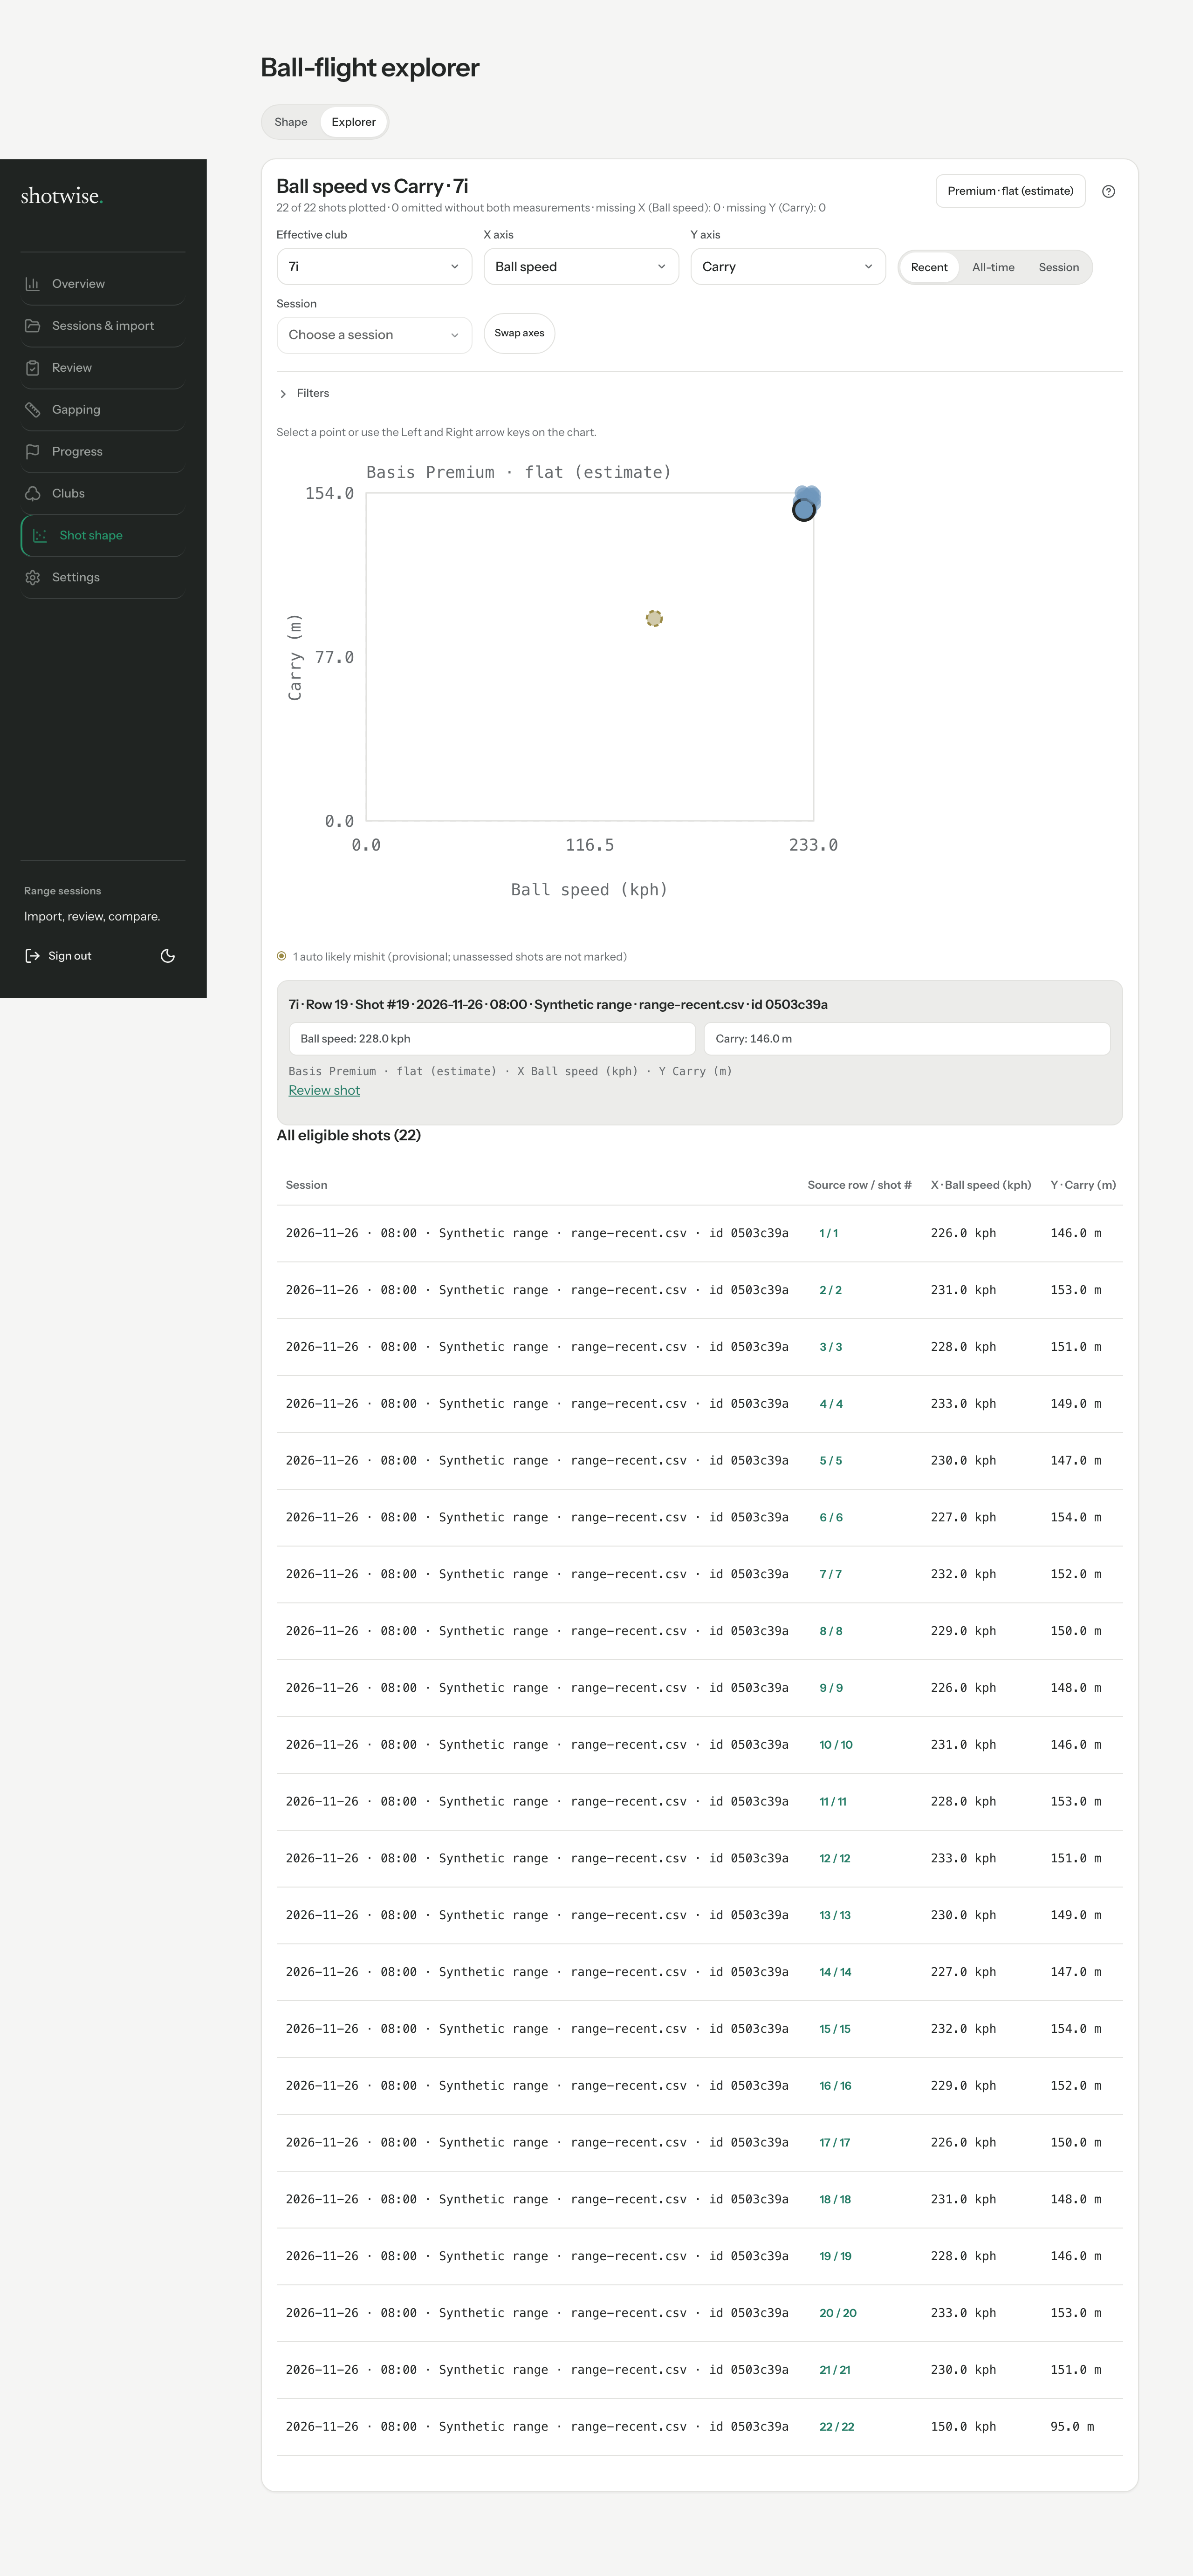 Ball-flight explorer
Shape
Explorer
shotwise.
Overview
Sessions & import
Review
Gapping
Progress
Clubs
Shot shape
Settings
Range sessions
Import, review, compare.
Sign out
Ball speed vs Carry · 7i
22 of 22 shots plotted · 0 omitted without both measurements · missing X (Ball speed): 0 · missing Y (Carry): 0
Premium · flat (estimate)
Effective club
X axis
Y axis
7i
Ball speed
Carry
Recent
All-time
Session
Session
Choose a session
Swap axes
Filters
Select a point or use the Left and Right arrow keys on the chart.
Basis Premium · flat (estimate)
154.0
Carry (m)
77.0
0.0
0.0
116.5
233.0
Ball speed (kph)
1 auto likely mishit (provisional; unassessed shots are not marked)
7i · Row 19 · Shot #19 · 2026-11-26 · 08:00 · Synthetic range · range-recent.csv · id 0503c39a
Ball speed: 228.0 kph
Carry: 146.0 m
Basis Premium · flat (estimate) · X Ball speed (kph) · Y Carry (m)
Review shot
All eligible shots (22)
Session Source row / shot # X · Ball speed (kph) Y · Carry (m)
2026-11-26 · 08:00 · Synthetic range · range-recent.csv · id 0503c39a 1 / 1 226.0 kph 146.0 m
2026-11-26 · 08:00 · Synthetic range · range-recent.csv · id 0503c39a 2 / 2 231.0 kph 153.0 m
2026-11-26 · 08:00 · Synthetic range · range-recent.csv · id 0503c39a 3 / 3 228.0 kph 151.0 m
2026-11-26 · 08:00 · Synthetic range · range-recent.csv · id 0503c39a 4 / 4 233.0 kph 149.0 m
2026-11-26 · 08:00 · Synthetic range · range-recent.csv · id 0503c39a 5 / 5 230.0 kph 147.0 m
2026-11-26 · 08:00 · Synthetic range · range-recent.csv · id 0503c39a 6 / 6 227.0 kph 154.0 m
2026-11-26 · 08:00 · Synthetic range · range-recent.csv · id 0503c39a 7 / 7 232.0 kph 152.0 m
2026-11-26 · 08:00 · Synthetic range · range-recent.csv · id 0503c39a 8 / 8 229.0 kph 150.0 m
2026-11-26 · 08:00 · Synthetic range · range-recent.csv · id 0503c39a 9 / 9 226.0 kph 148.0 m
2026-11-26 · 08:00 · Synthetic range · range-recent.csv · id 0503c39a 10 / 10 231.0 kph 146.0 m
2026-11-26 · 08:00 · Synthetic range · range-recent.csv · id 0503c39a 11 / 11 228.0 kph 153.0 m
2026-11-26 · 08:00 · Synthetic range · range-recent.csv · id 0503c39a 12 / 12 233.0 kph 151.0 m
2026-11-26 · 08:00 · Synthetic range · range-recent.csv · id 0503c39a 13 / 13 230.0 kph 149.0 m
2026-11-26 · 08:00 · Synthetic range · range-recent.csv · id 0503c39a 14 / 14 227.0 kph 147.0 m
2026-11-26 · 08:00 · Synthetic range · range-recent.csv · id 0503c39a 15 / 15 232.0 kph 154.0 m
2026-11-26 · 08:00 · Synthetic range · range-recent.csv · id 0503c39a 16 / 16 229.0 kph 152.0 m
2026-11-26 · 08:00 · Synthetic range · range-recent.csv · id 0503c39a 17 / 17 226.0 kph 150.0 m
2026-11-26 · 08:00 · Synthetic range · range-recent.csv · id 0503c39a 18 / 18 231.0 kph 148.0 m
2026-11-26 · 08:00 · Synthetic range · range-recent.csv · id 0503c39a 19 / 19 228.0 kph 146.0 m
2026-11-26 · 08:00 · Synthetic range · range-recent.csv · id 0503c39a 20 / 20 233.0 kph 153.0 m
2026-11-26 · 08:00 · Synthetic range · range-recent.csv · id 0503c39a 21 / 21 230.0 kph 151.0 m
2026-11-26 · 08:00 · Synthetic range · range-recent.csv · id 0503c39a 22 / 22 150.0 kph 95.0 m